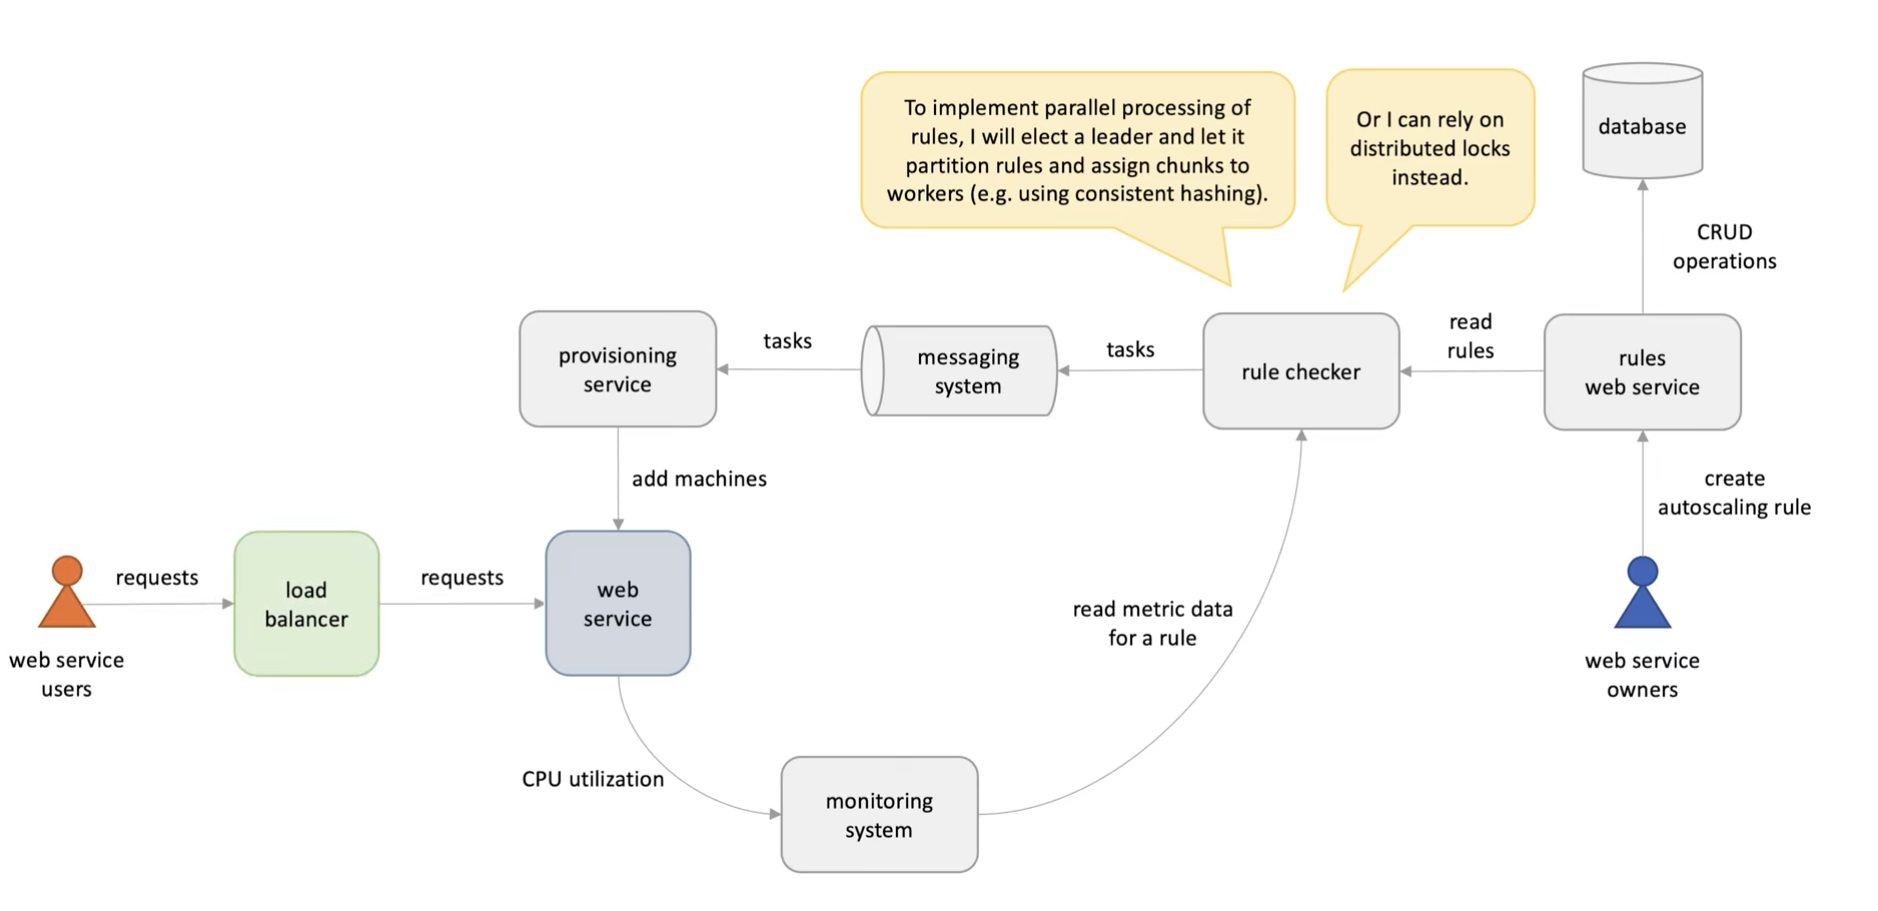 To implement parallel processing of
rules, I will elect a leader and let it
partition rules and assign chunks to
workers (e.g. using consistent hashing).
Or I can rely on
distributed locks
instead.
database
CRUD
operations
provisioning
service
tasks
messaging
system
tasks
rule checker
read
rules
rules
web service
add machines
create
autoscaling rule
web service
users
requests
load
balancer
requests
web
service
read metric data
for a rule
web service
owners
CPU utilization
monitoring
system